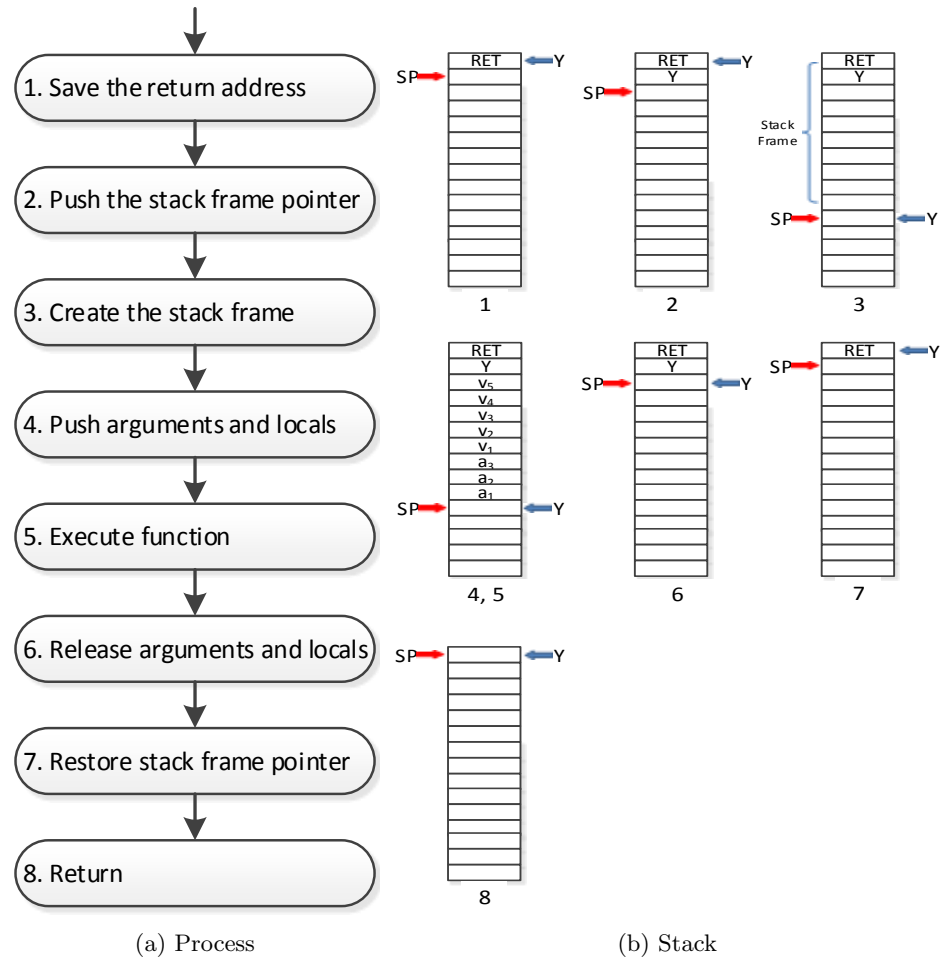 1. Save the return address
2. Push the stack frame pointer
3. Create the stack frame
4. Push arguments and locals
5. Execute function
6. Release arguments and locals
7. Restore stack frame pointer
8. Return
(a) Process
RET
Y
SP
1
RET
Y
Y
SP
2
RET
Y
Stack
Frame
SP
Y
3
RET
Y
v₅
v₄
v₃
v₂
v₁
a₃
a₂
a₁
SP
Y
4, 5
RET
Y
SP
Y
6
RET
Y
SP
7
SP
Y
8
(b) Stack